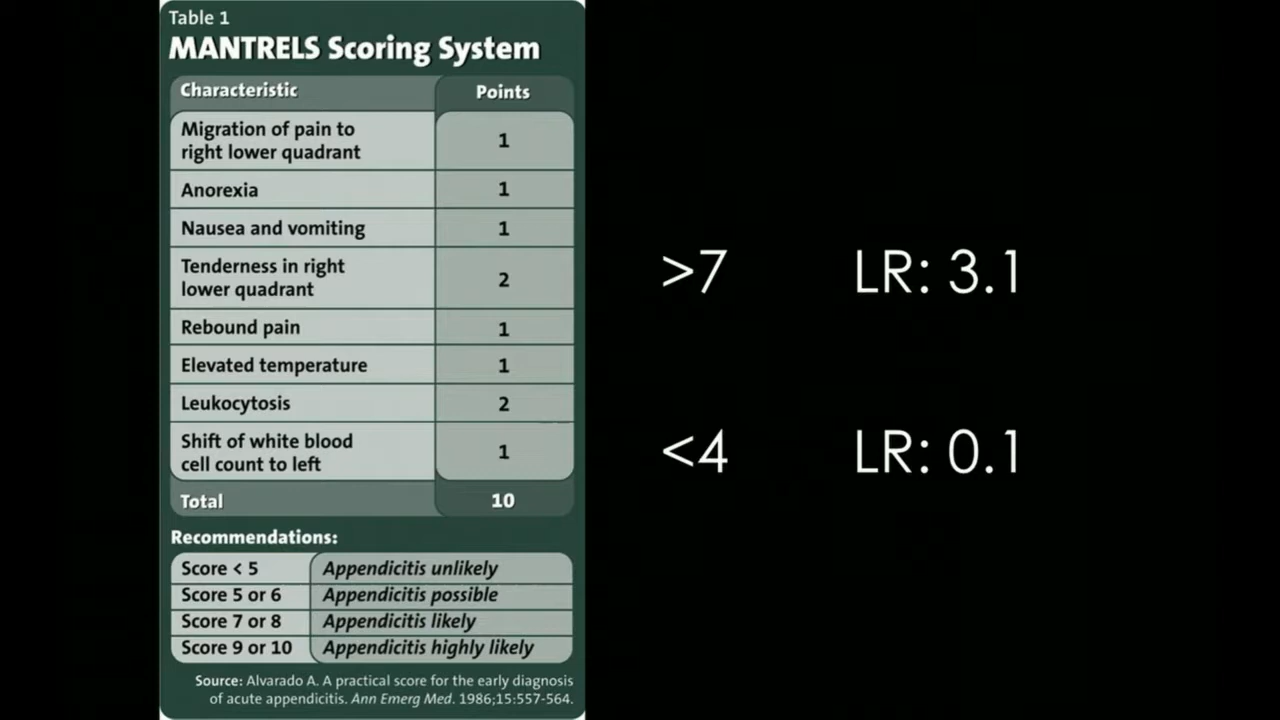 Table 1
MANTRELS Scoring System
Characteristic Points
Migration of pain to
right lower quadrant 1
Anorexia 1
Nausea and vomiting 1
Tenderness in right
lower quadrant 2
Rebound pain 1
Elevated temperature 1
Leukocytosis 2
Shift of white blood
cell count to left 1
Total 10
Recommendations:
Score < 5 Appendicitis unlikely
Score 5 or 6 Appendicitis possible
Score 7 or 8 Appendicitis likely
Score 9 or 10 Appendicitis highly likely
Source: Alvarado A. A practical score for the early diagnosis
of acute appendicitis. Ann Emerg Med. 1986;15:557-564.
>7 LR: 3.1
<4 LR: 0.1